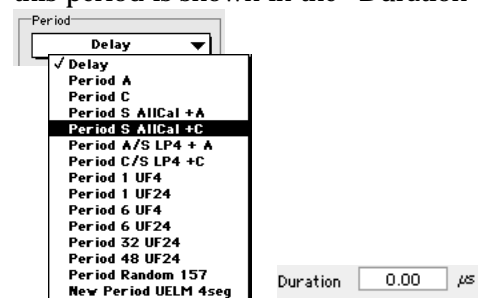 this period is shown in the "Duration"
Period
Delay
√ Delay
Period A
Period C
Period S AllCal +A
Period S AllCal +C
Period A/S LP4 + A
Period C/S LP4 +C
Period 1 UF4
Period 1 UF24
Period 6 UF4
Period 6 UF24
Period 32 UF24
Period 48 UF24
Period Random 157
New Period UELM 4seg
Duration 0.00 µs